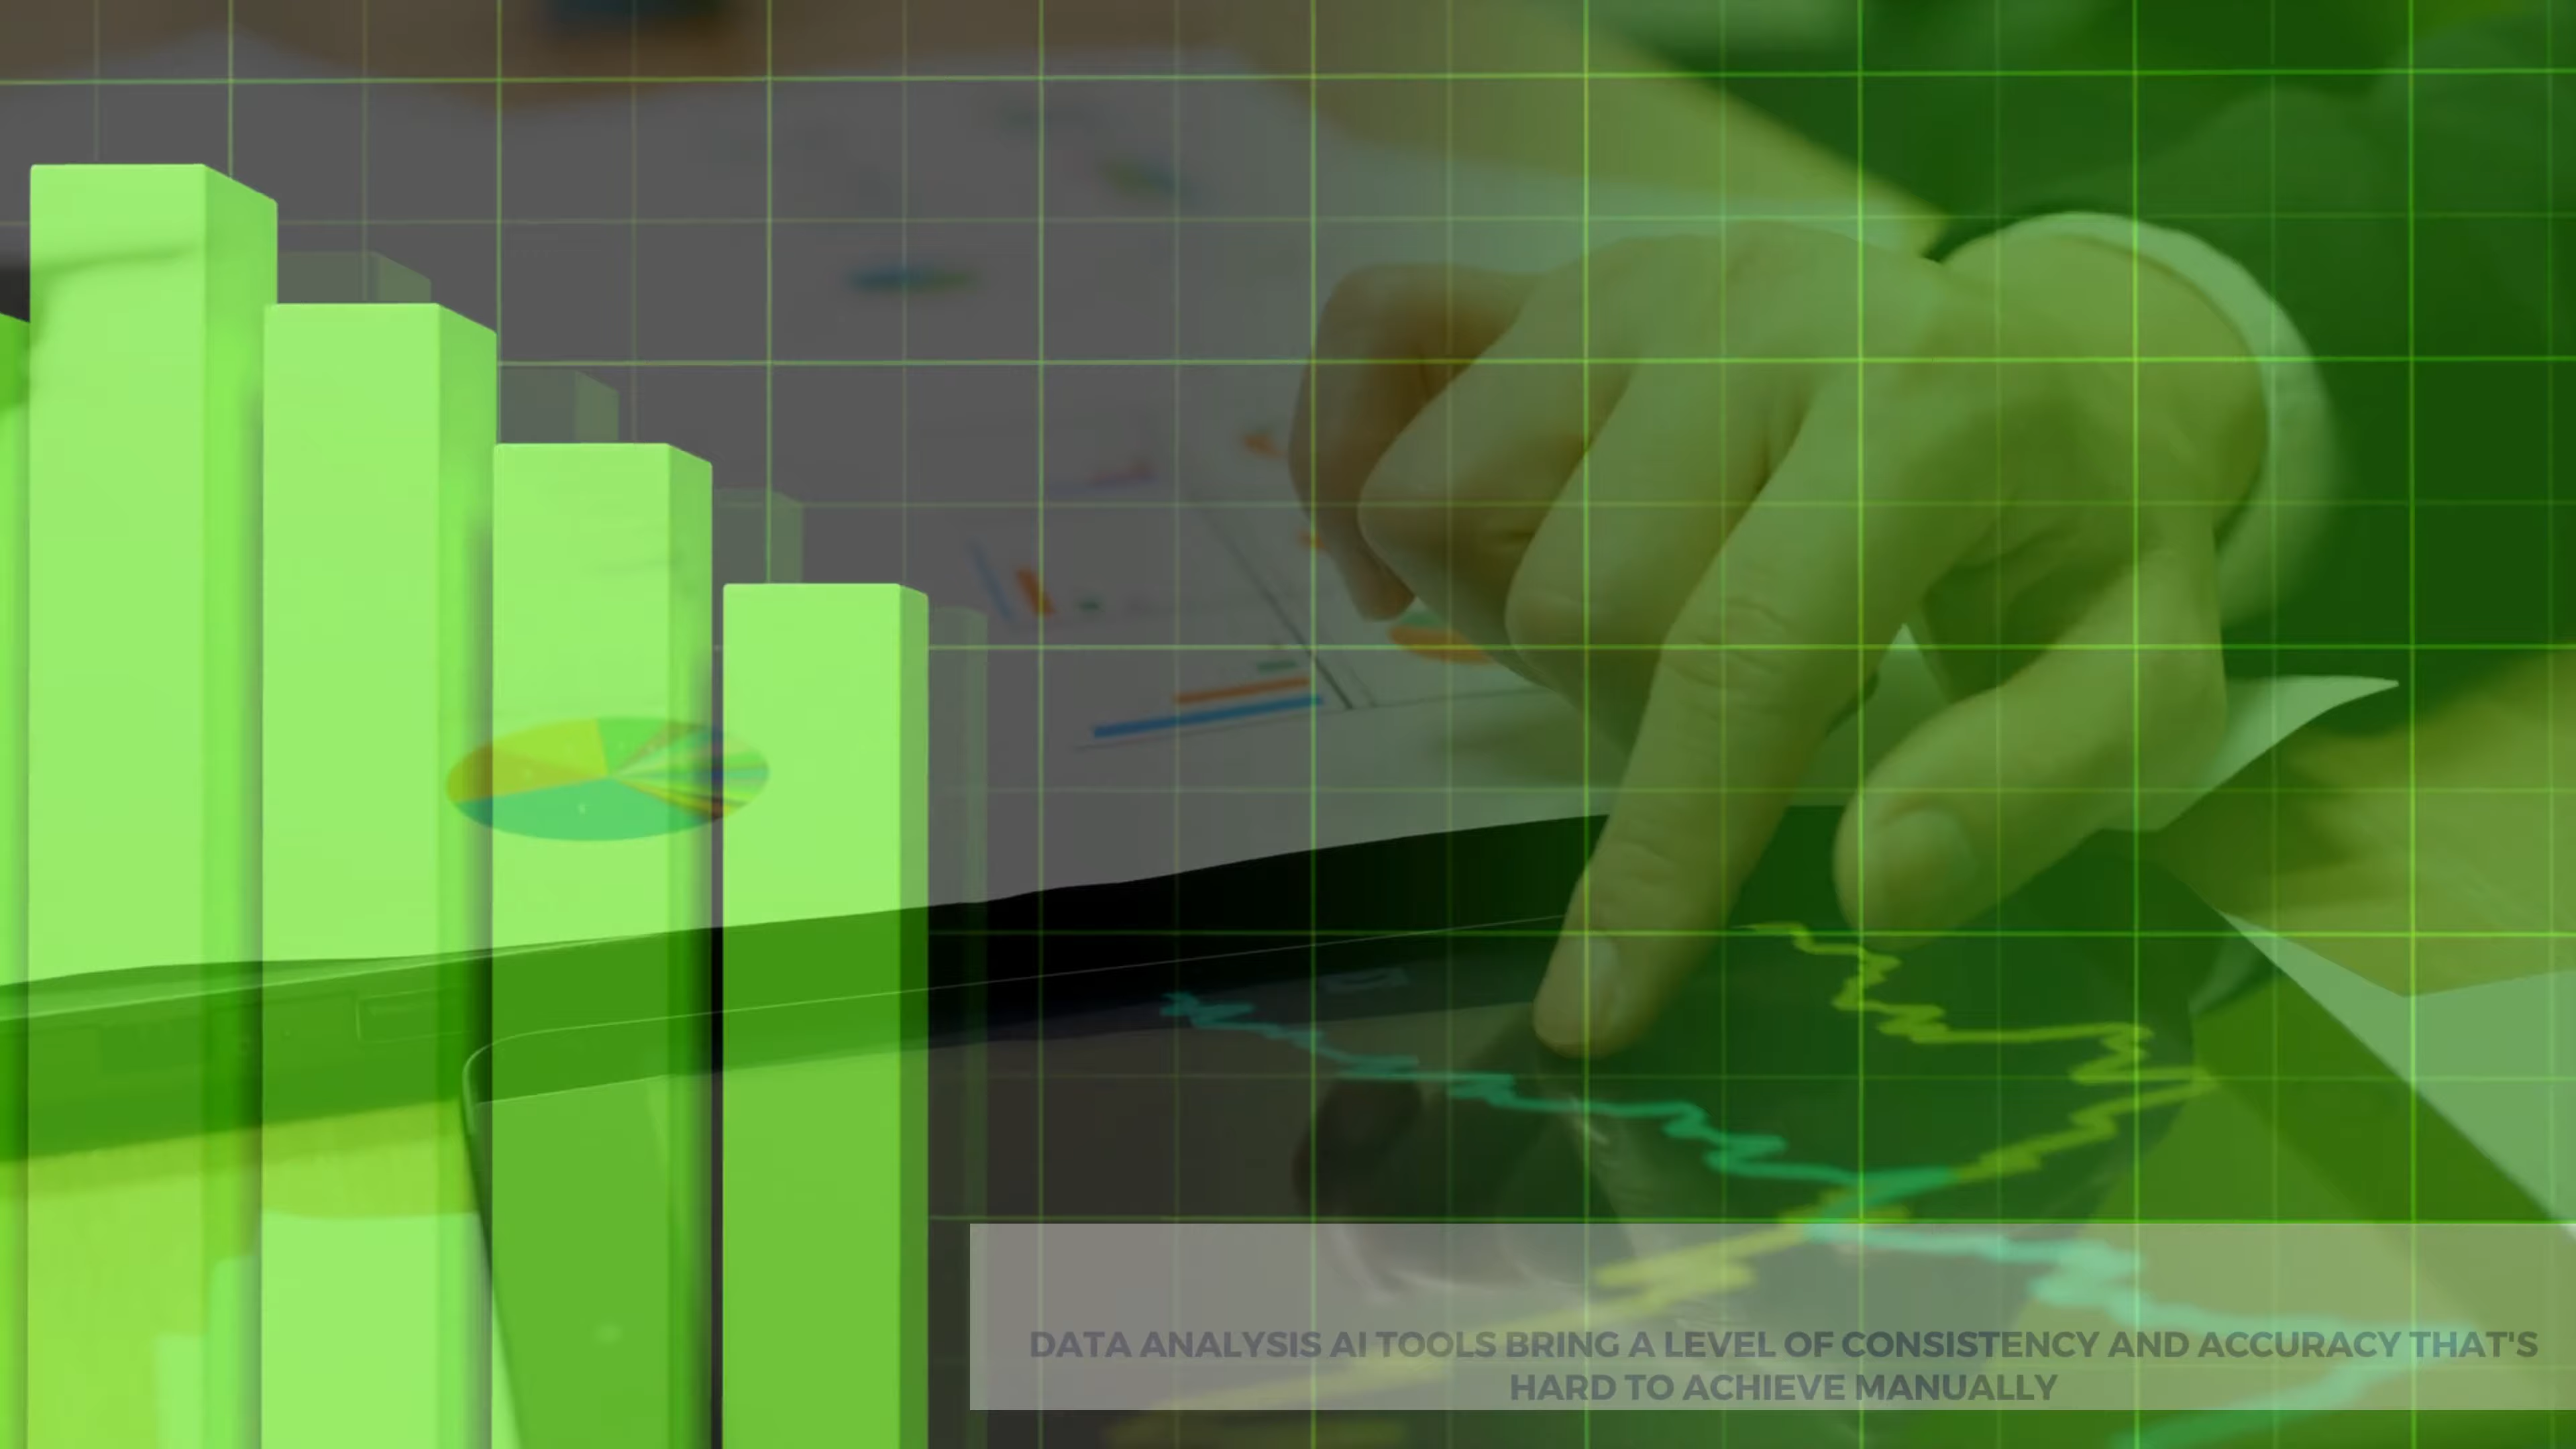 DATA ANALYSIS AI TOOLS BRING A LEVEL OF CONSISTENCY AND ACCURACY THAT'S
HARD TO ACHIEVE MANUALLY